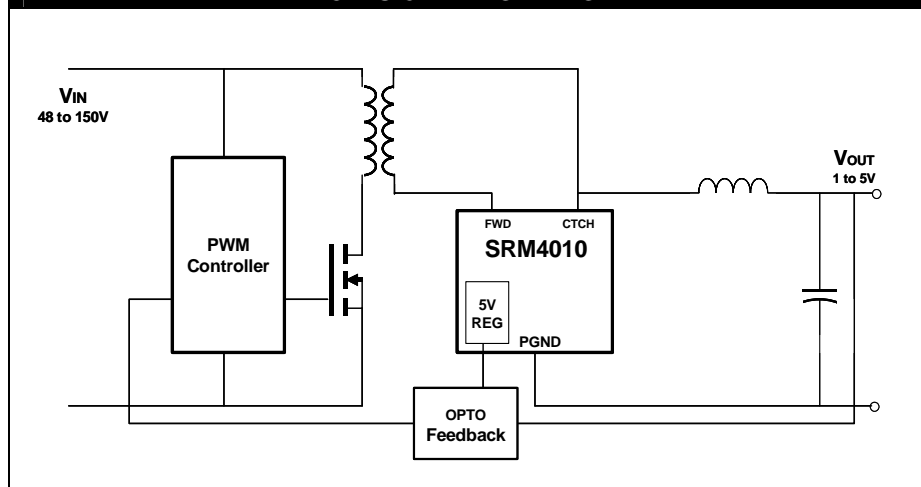 VIN
48 to 150V
PWM
Controller
FWD
CTCH
SRM4010
5V
REG
PGND
OPTO
Feedback
VOUT
1 to 5V